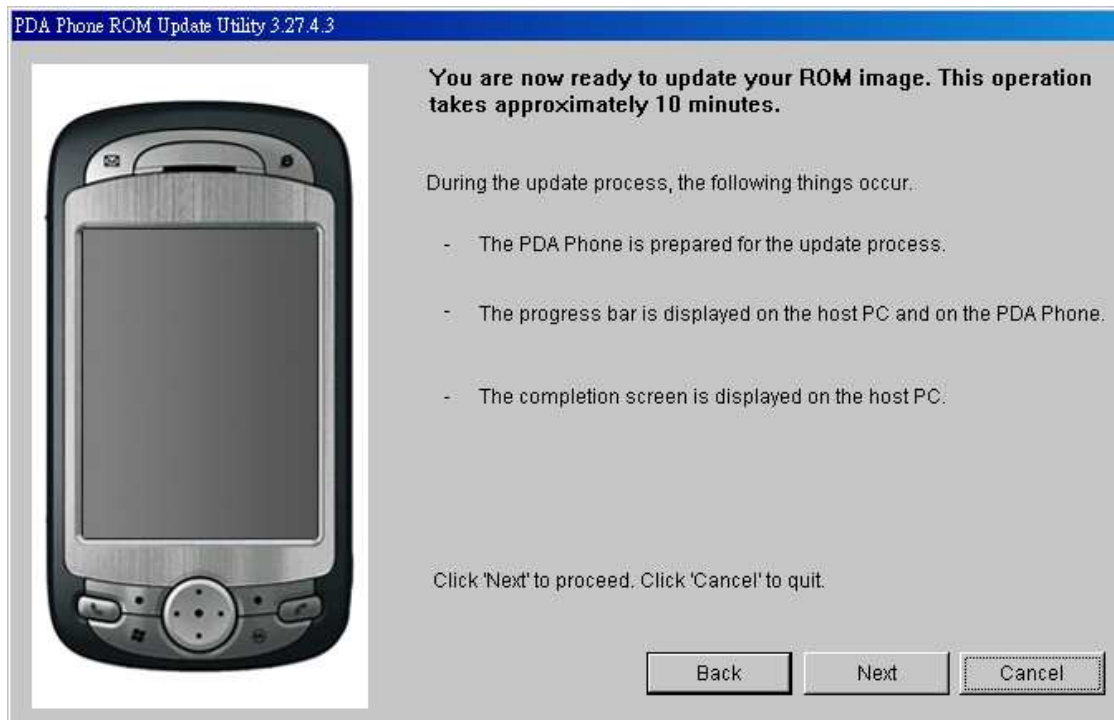 PDA Phone ROM Update Utility 3.27.4.3
You are now ready to update your ROM image. This operation
takes approximately 10 minutes.
During the update process, the following things occur.
- The PDA Phone is prepared for the update process.
- The progress bar is displayed on the host PC and on the PDA Phone.
- The completion screen is displayed on the host PC.
Click 'Next' to proceed. Click 'Cancel' to quit.
Back
Next
Cancel